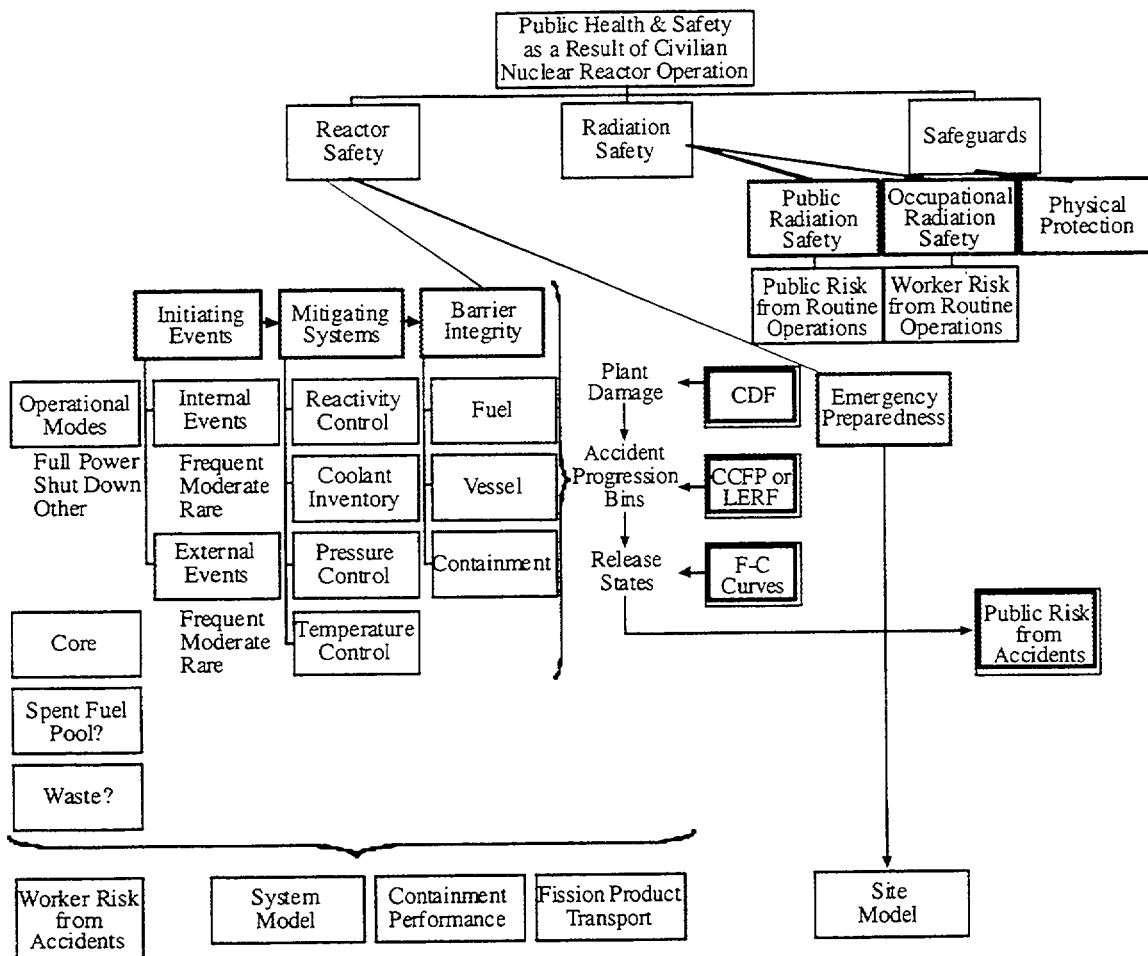 Public Health & Safety
as a Result of Civilian
Nuclear Reactor Operation
Reactor
Safety
Radiation
Safety
Safeguards
Public
Radiation
Safety
Occupational
Radiation
Safety
Physical
Protection
Public Risk
from Routine
Operations
Worker Risk
from Routine
Operations
Initiating
Events
Mitigating
Systems
Barrier
Integrity
Operational
Modes
Full Power
Shut Down
Other
Internal
Events
Frequent
Moderate
Rare
External
Events
Frequent
Moderate
Rare
Reactivity
Control
Coolant
Inventory
Pressure
Control
Temperature
Control
Fuel
Vessel
Containment
Plant
Damage
Accident
Progression
Bins
Release
States
CDF
CCFP or
LERF
F-C
Curves
Emergency
Preparedness
Public Risk
from
Accidents
Core
Spent Fuel
Pool?
Waste?
Worker Risk
from
Accidents
System
Model
Containment
Performance
Fission Product
Transport
Site
Model